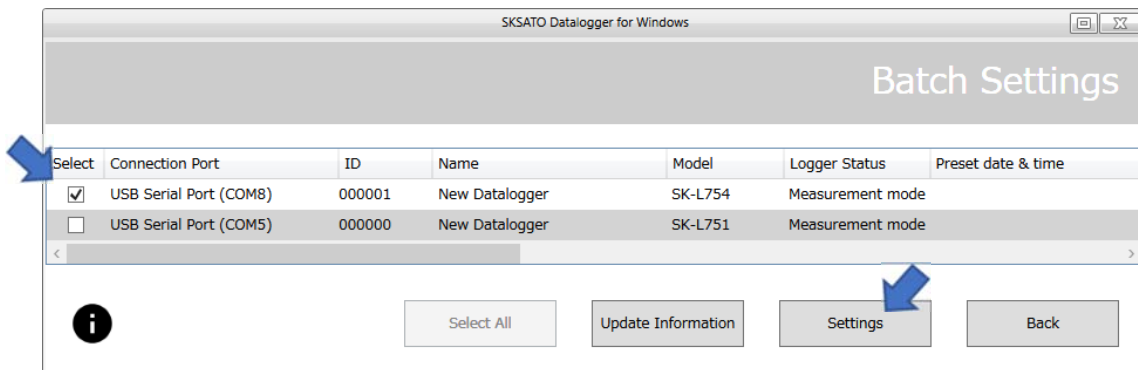 SKSATO Datalogger for Windows
Batch Settings
Select Connection Port ID Name Model Logger Status Preset date & time
USB Serial Port (COM8) 000001 New Datalogger SK-L754 Measurement mode
USB Serial Port (COM5) 000000 New Datalogger SK-L751 Measurement mode
Select All Update Information Settings Back